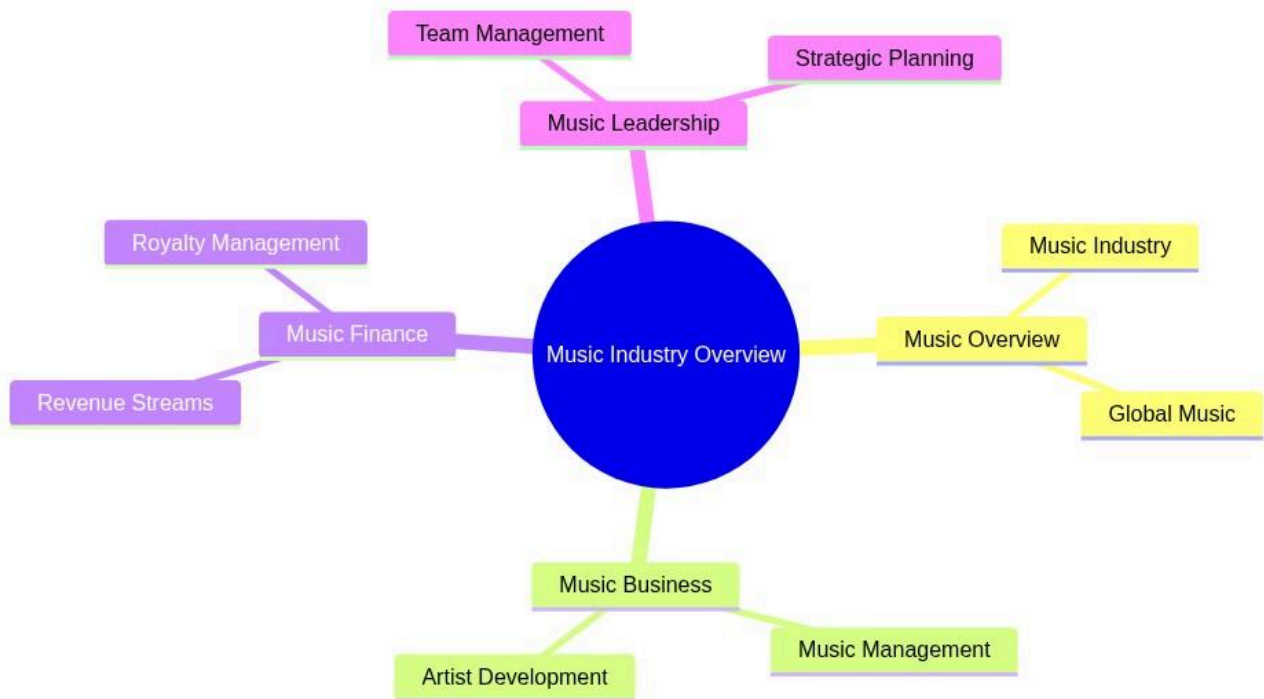 Team Management
Strategic Planning
Music Leadership
Royalty Management
Music Industry
Music Finance
Music Overview
Music Industry Overview
Revenue Streams
Global Music
Music Business
Music Management
Artist Development